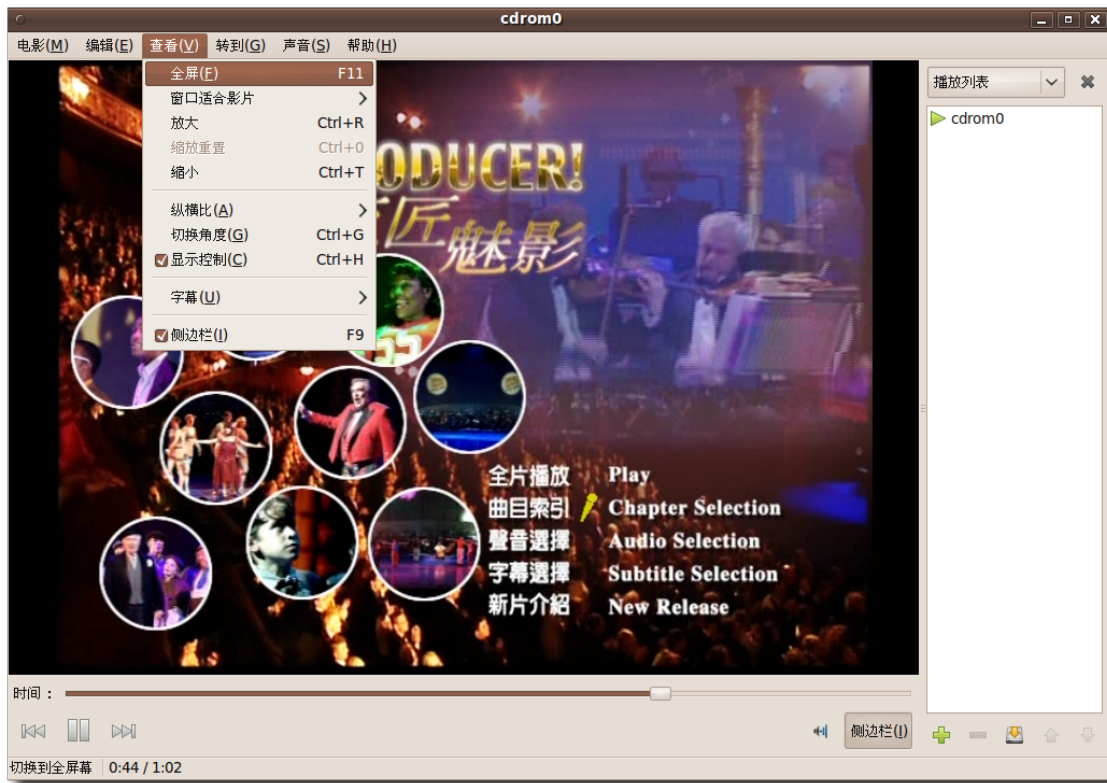 cdrom0
电影(M) 编辑(E) 查看(V) 转到(G) 声音(S) 帮助(H)
全屏(F) F11
窗口适合影片
放大 Ctrl+R
缩放重置 Ctrl+0
缩小 Ctrl+T
纵横比(A)
切换角度(G) Ctrl+G
显示控制(C) Ctrl+H
字幕(U)
侧边栏(I) F9
播放列表
cdrom0
ODUCER!
匠魅影
全片播放 Play
曲目索引 Chapter Selection
聲音選擇 Audio Selection
字幕選擇 Subtitle Selection
新片介紹 New Release
时间：
侧边栏(I)
切换到全屏幕 0:44 / 1:02